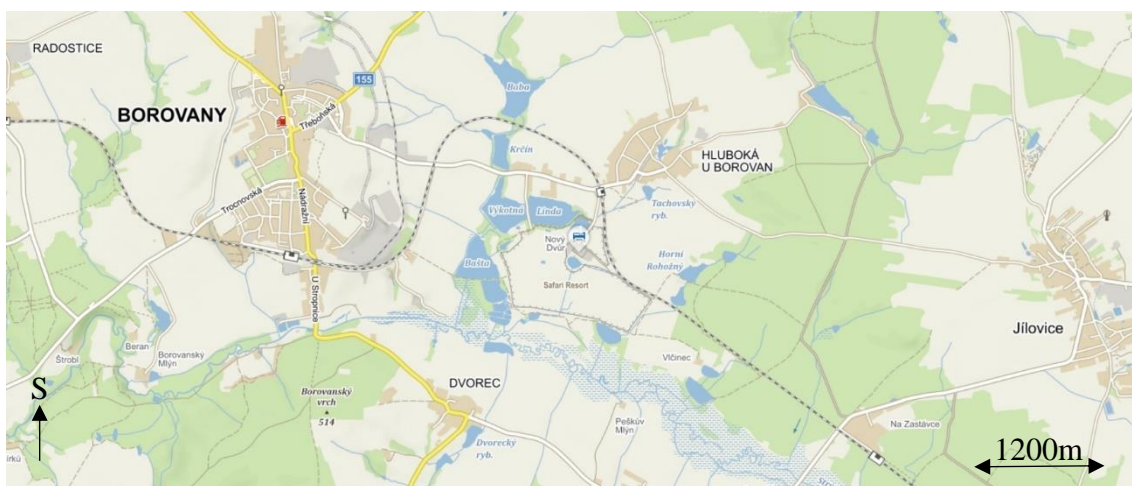 RADOSTICE
155
Baba
BOROVANY
Třeboňská
Krčín
HLUBOKÁ
U BOROVAN
Trocnovská
Nádražní
Výkotná
Linda
Tachovský
ryb.
Nový
Dvůr
Bašta
Horní
Rohožný
Safari Resort
U Stropnice
Jílovice
Štrobl
Beran
Borovanský
Mlýn
Vlčinec
S
Borovanský
vrch
514
DVOREC
Peškův
Mlýn
Na Zastávce
Dvorecký
ryb.
1200m